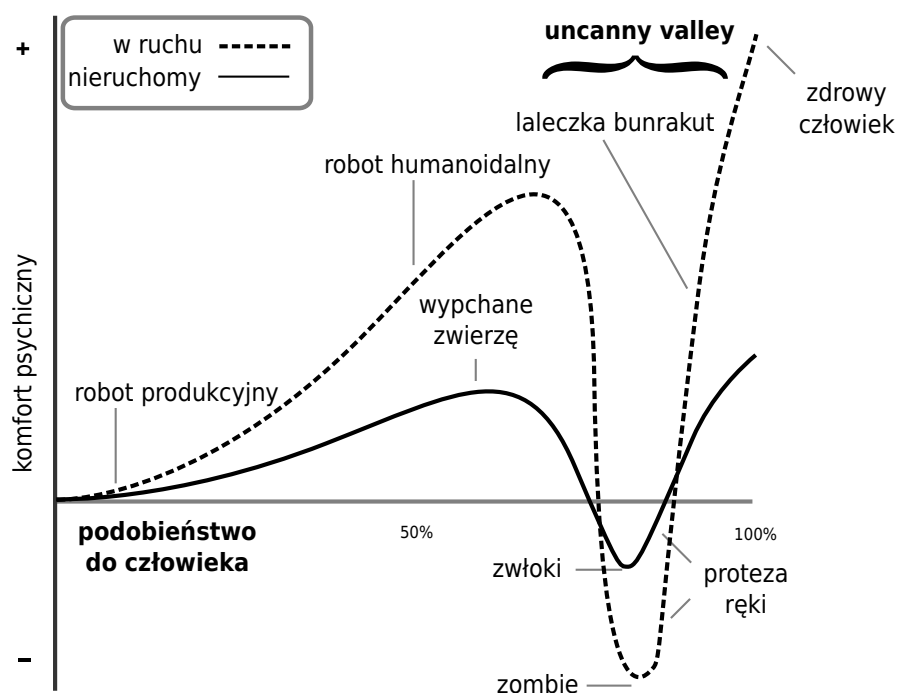 +
w ruchu
nieruchomy
uncanny valley
zdrowy
człowiek
laleczka bunrakut
robot humanoidalny
wypchane
zwierzę
robot produkcyjny
komfort psychiczny
podobieństwo
do człowieka
50%
100%
zwłoki
proteza
ręki
–
zombie